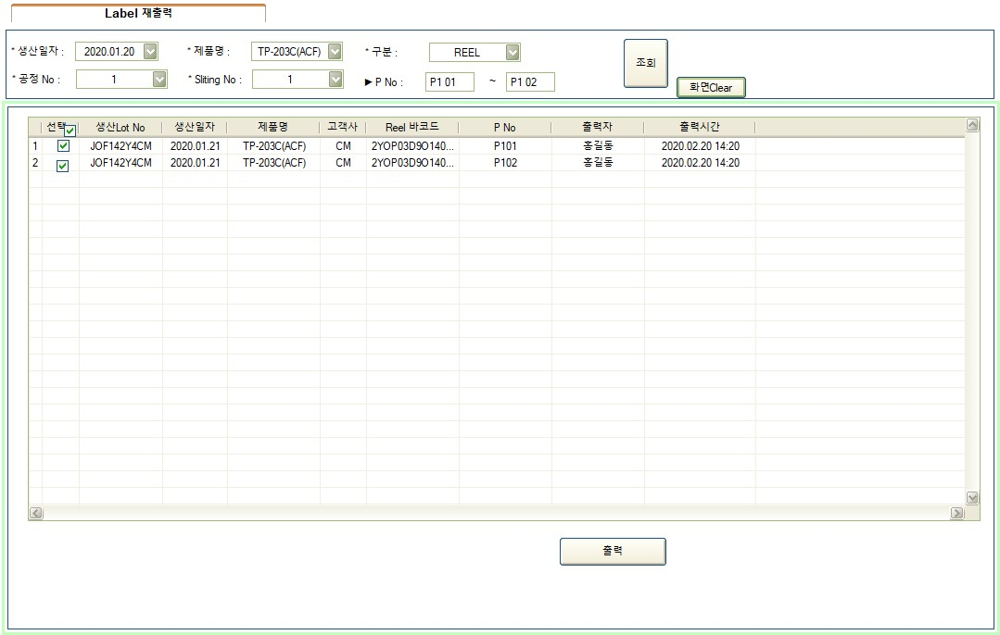 Label 재출력
* 생산일자 : 2020.01.20 * 제품명 : TP-203C(ACF) * 구분 : REEL
조회
* 공정 No : 1 * Sliting No : 1 ▶ P No : P1 01 ~ P1 02
화면Clear
선택 생산Lot No 생산일자 제품명 고객사 Reel 바코드 P No 출력자 출력시간
1 JOF142Y4CM 2020.01.21 TP-203C(ACF) CM 2YOP03D9O140... P101 홍길동 2020.02.20 14:20
2 JOF142Y4CM 2020.01.21 TP-203C(ACF) CM 2YOP03D9O140... P102 홍길동 2020.02.20 14:20
출력